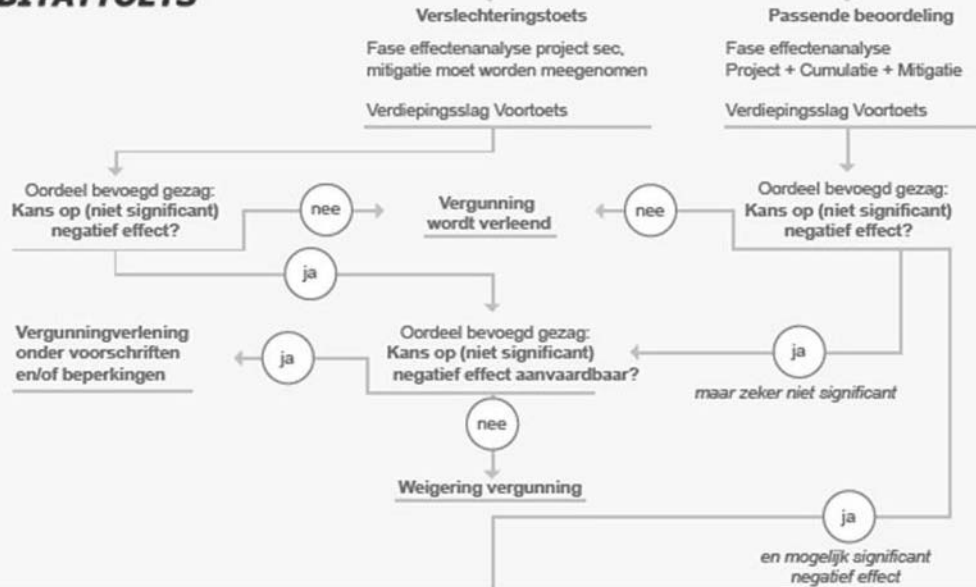 Verslechteringstoets
Fase effectenanalyse project sec,
mitigatie moet worden meegenomen
Verdiepingsslag Voortoets
Passende beoordeling
Fase effectenanalyse
Project + Cumulatie + Mitigatie
Verdiepingsslag Voortoets
Oordeel bevoegd gezag:
Kans op (niet significant)
negatief effect?
nee
Vergunning
wordt verleend
nee
Oordeel bevoegd gezag:
Kans op (niet significant)
negatief effect?
ja
Vergunningverlening
onder voorschriften
en/of beperkingen
ja
Oordeel bevoegd gezag:
Kans op (niet significant)
negatief effect aanvaardbaar?
ja
maar zeker niet significant
nee
Weigering vergunning
ja
en mogelijk significant
negatief effect